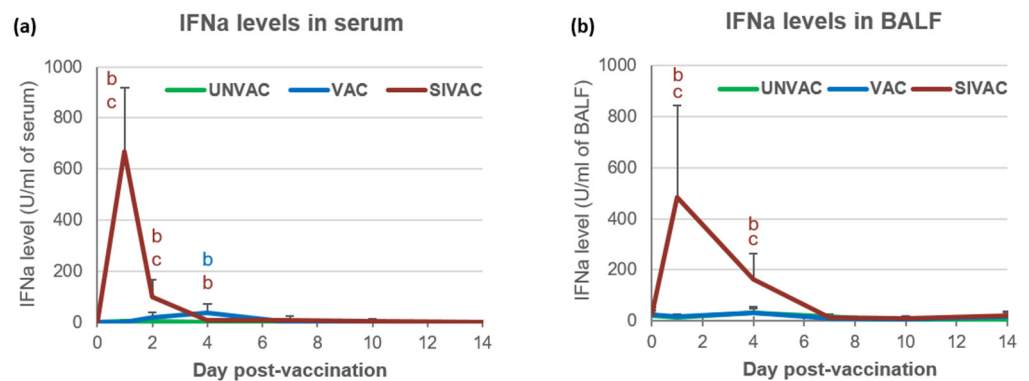 (a)
IFNa levels in serum
IFNa level (U/ml of serum)
1000
800
600
400
200
0
UNVAC VAC SIVAC
b
c
b
c
b
b
0 2 4 6 8 10 12 14
Day post-vaccination
(b)
IFNa levels in BALF
IFNa level (U/ml of BALF)
1000
800
600
400
200
0
UNVAC VAC SIVAC
b
c
b
c
0 2 4 6 8 10 12 14
Day post-vaccination